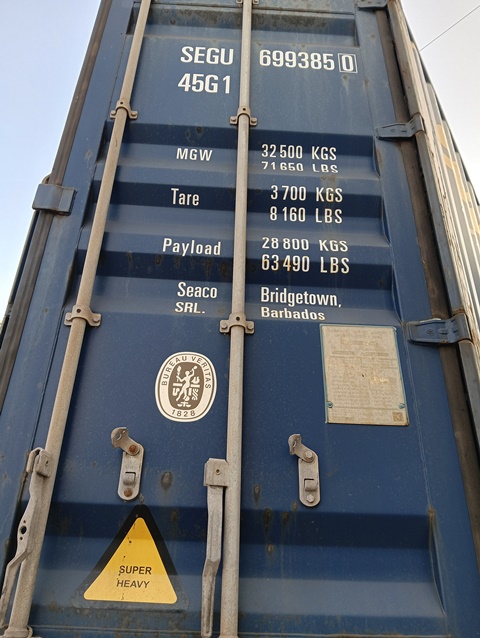 SEGU 699385 0
45G1
MGW 32500 KGS
71650 LBS
Tare 3700 KGS
8160 LBS
Payload 28800 KGS
63490 LBS
Seaco Bridgetown,
SRL. Barbados
BUREAU VERITAS
1828
SUPER
HEAVY